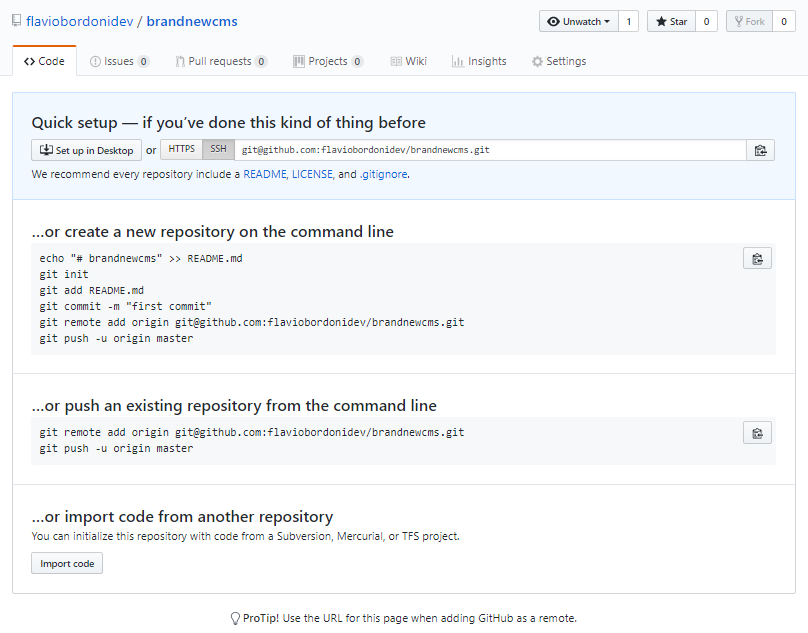 flaviobordonidev / brandnewcms
Unwatch 1 Star 0 Fork 0
Code Issues 0 Pull requests 0 Projects 0 Wiki Insights Settings
Quick setup — if you've done this kind of thing before
Set up in Desktop or HTTPS SSH git@github.com:flaviobordonidev/brandnewcms.git
We recommend every repository include a README, LICENSE, and .gitignore.
…or create a new repository on the command line
echo "# brandnewcms" >> README.md
git init
git add README.md
git commit -m "first commit"
git remote add origin git@github.com:flaviobordonidev/brandnewcms.git
git push -u origin master
…or push an existing repository from the command line
git remote add origin git@github.com:flaviobordonidev/brandnewcms.git
git push -u origin master
…or import code from another repository
You can initialize this repository with code from a Subversion, Mercurial, or TFS project.
Import code
ProTip! Use the URL for this page when adding GitHub as a remote.